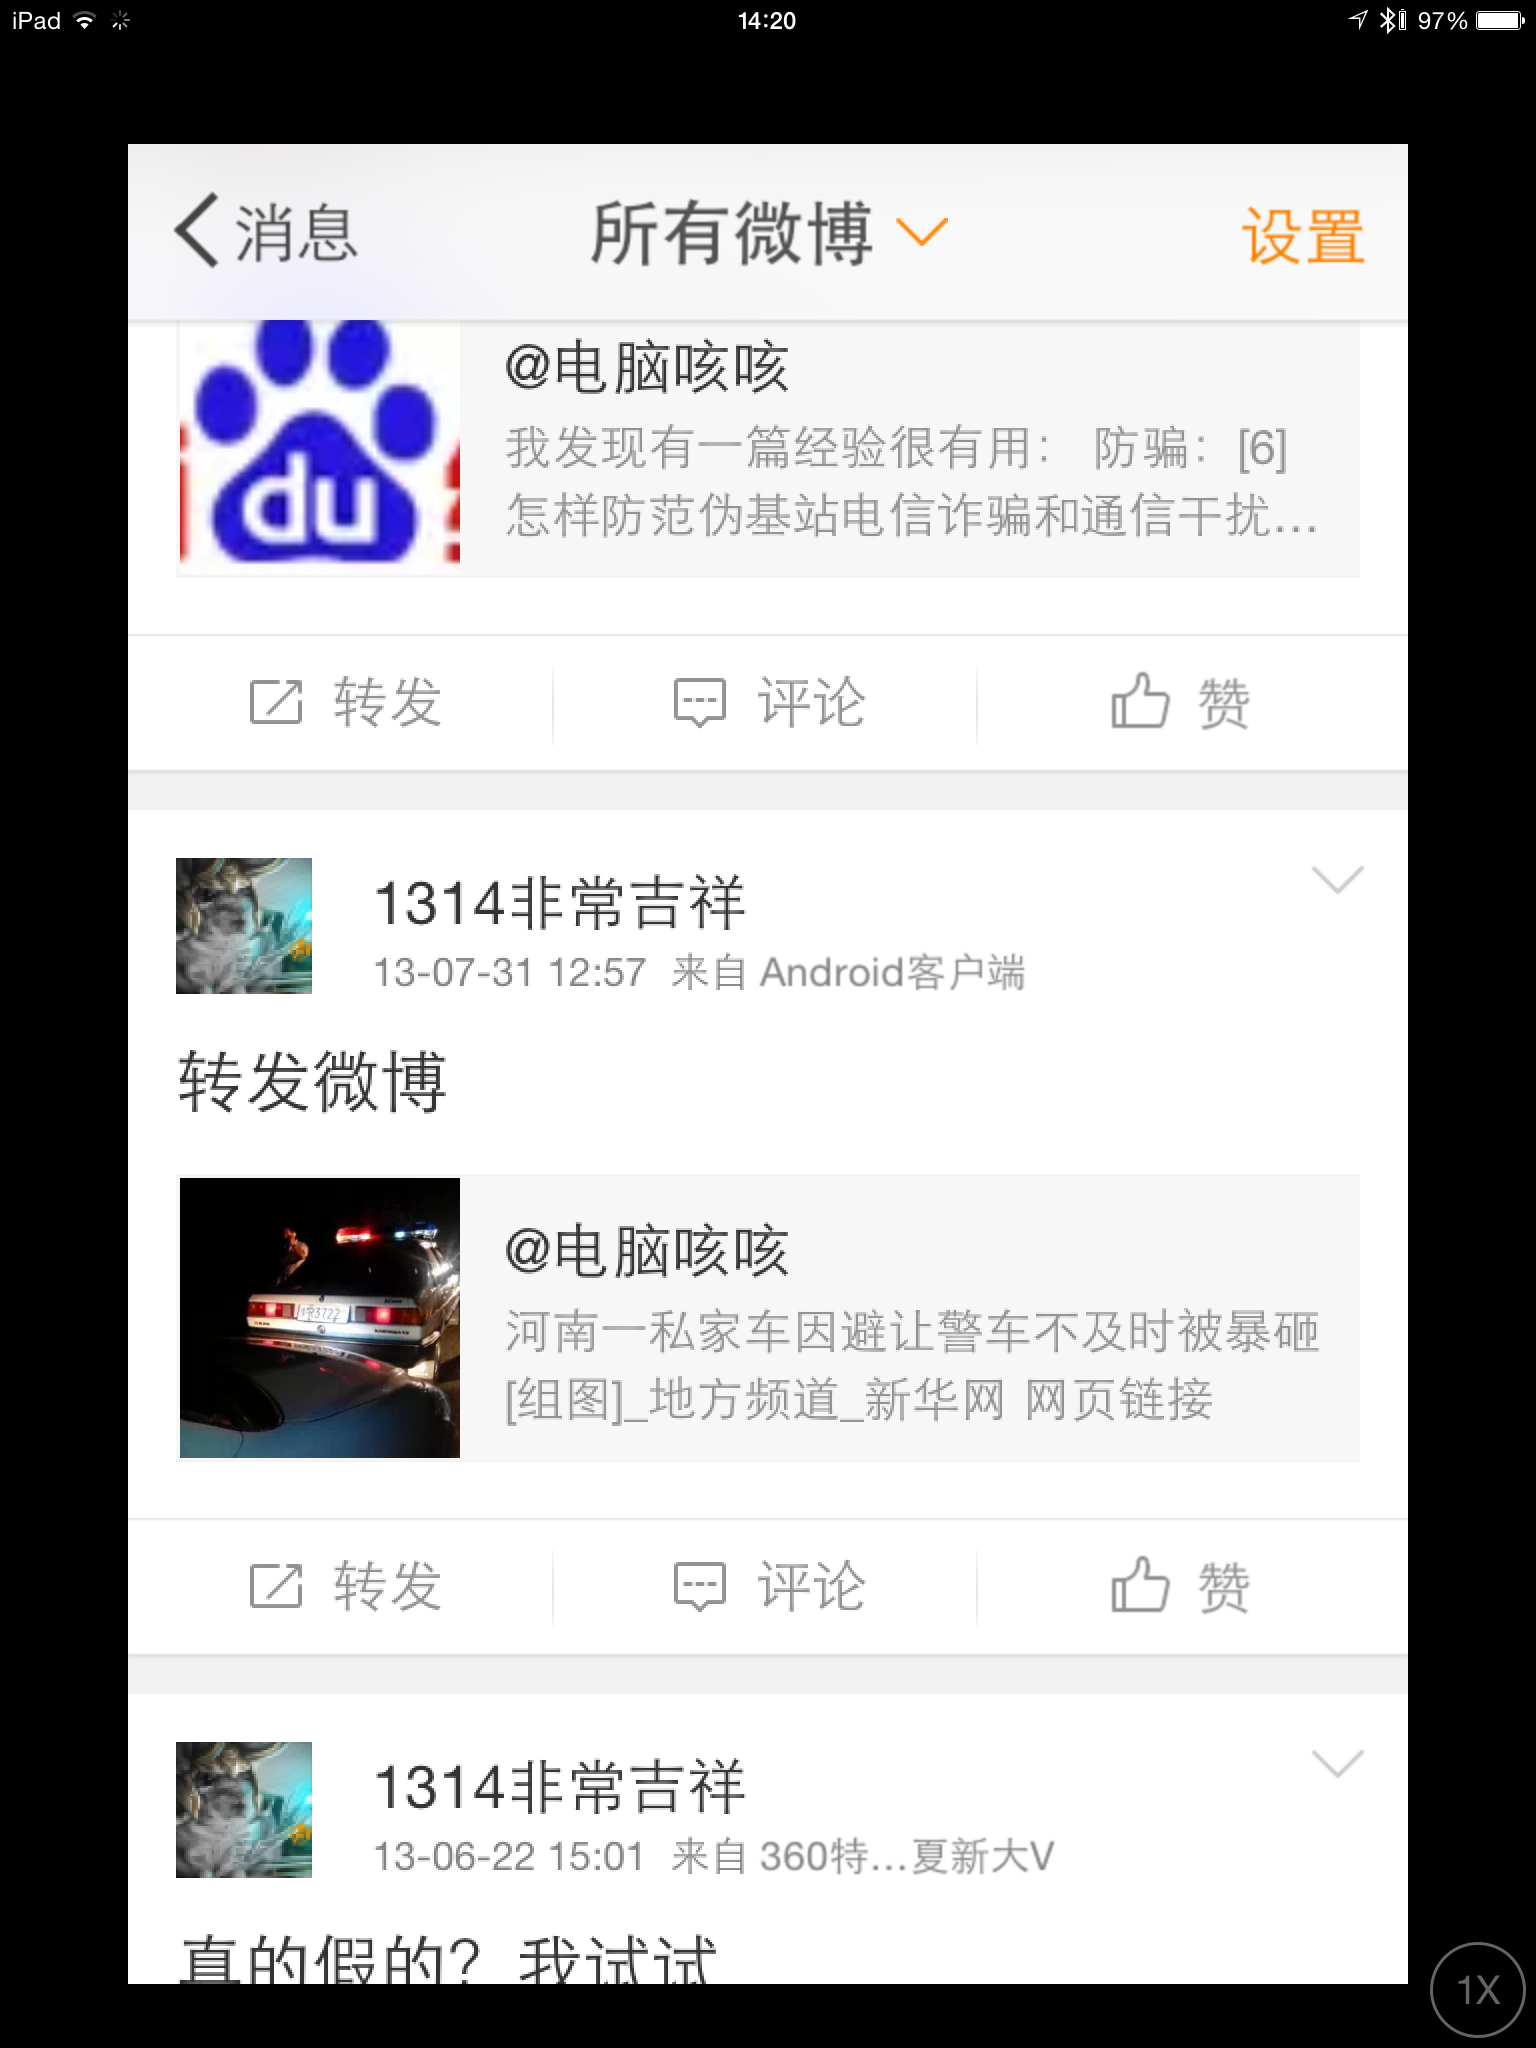 iPad 14:20 97%
消息 所有微博 设置
@电脑咳咳
我发现有一篇经验很有用： 防骗：[6]
怎样防范伪基站电信诈骗和通信干扰...
du
转发 评论 赞
1314非常吉祥
13-07-31 12:57 来自 Android客户端
转发微博
@电脑咳咳
河南一私家车因避让警车不及时被暴砸
[组图]_地方频道_新华网 网页链接
转发 评论 赞
1314非常吉祥
13-06-22 15:01 来自 360特...夏新大V
真的假的？我试试
1X